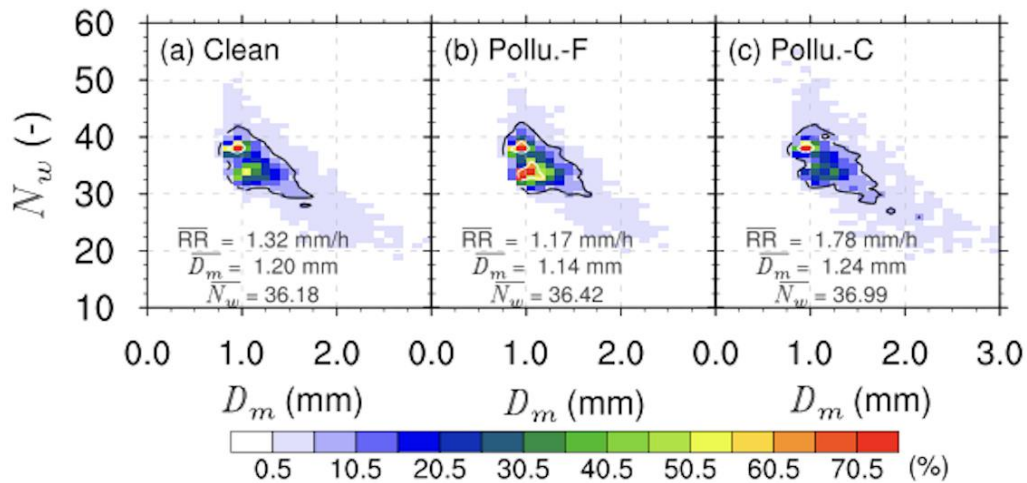 60
50
40
30
20
10
N_w (-)
(a) Clean
(b) Pollu.-F
(c) Pollu.-C
RR = 1.32 mm/h
D_m = 1.20 mm
N_w = 36.18
RR = 1.17 mm/h
D_m = 1.14 mm
N_w = 36.42
RR = 1.78 mm/h
D_m = 1.24 mm
N_w = 36.99
0.0 1.0 2.0 0.0 1.0 2.0 0.0 1.0 2.0 3.0
D_m (mm) D_m (mm) D_m (mm)
0.5 10.5 20.5 30.5 40.5 50.5 60.5 70.5 (%)